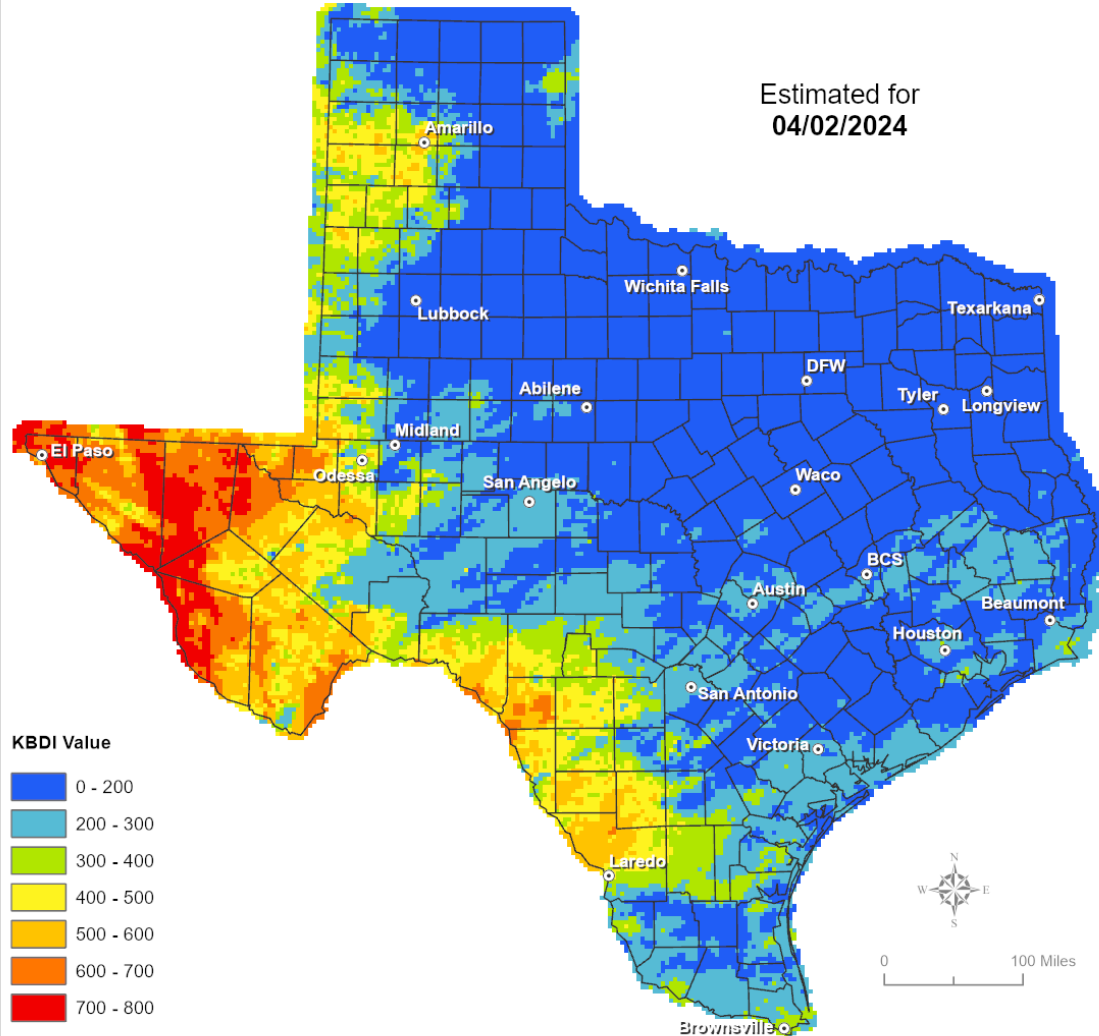 Estimated for
04/02/2024
Amarillo
Wichita Falls
Texarkana
Lubbock
DFW
Abilene
Tyler
Longview
Midland
El Paso
Odessa
San Angelo
Waco
BCS
Austin
Beaumont
Houston
San Antonio
Victoria
Laredo
Brownsville
KBDI Value
0 - 200
200 - 300
300 - 400
400 - 500
500 - 600
600 - 700
700 - 800
N
W E
S
0 100 Miles